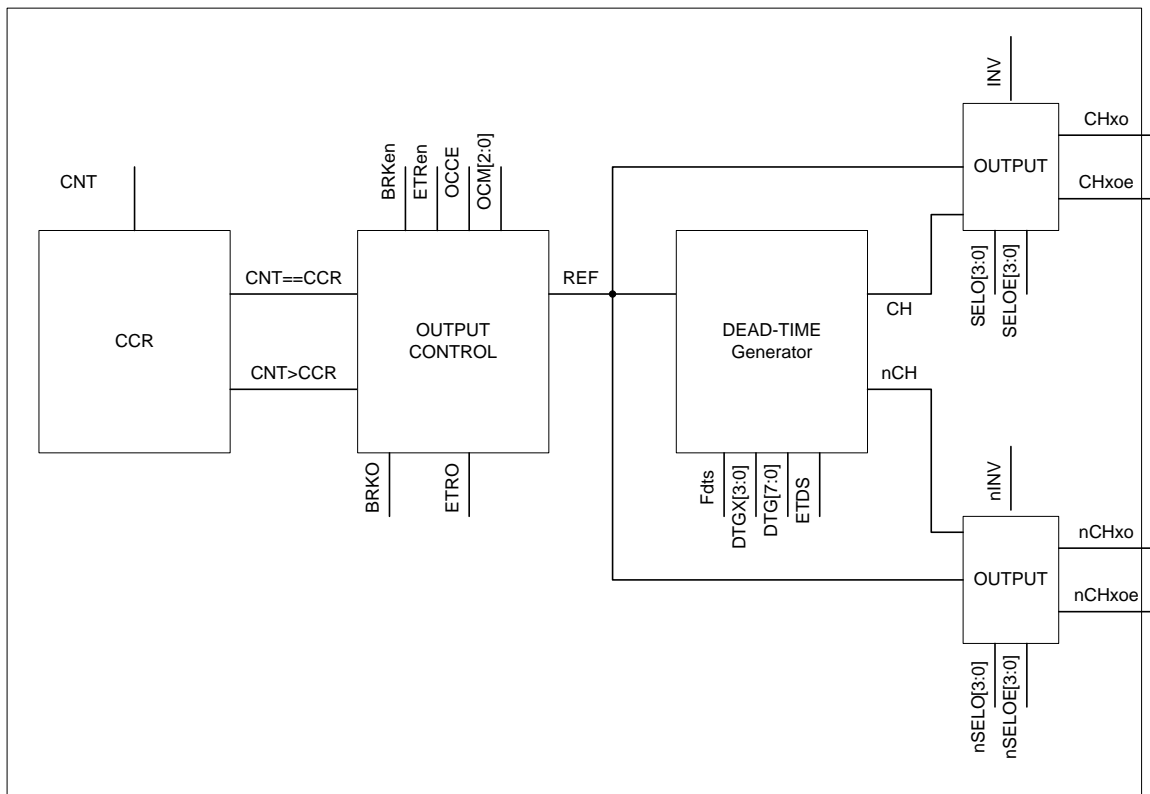 INV
CHxo
OUTPUT
CHxoe
SELO[3:0]
SELOE[3:0]
CNT
BRKen
ETRen
OCCE
OCM[2:0]
CCR
CNT==CCR
CNT>CCR
OUTPUT
CONTROL
BRKO
ETRO
REF
DEAD-TIME
Generator
CH
nCH
Fdts
DTGX[3:0]
DTG[7:0]
ETDS
nINV
nCHxo
OUTPUT
nCHxoe
nSELO[3:0]
nSELOE[3:0]